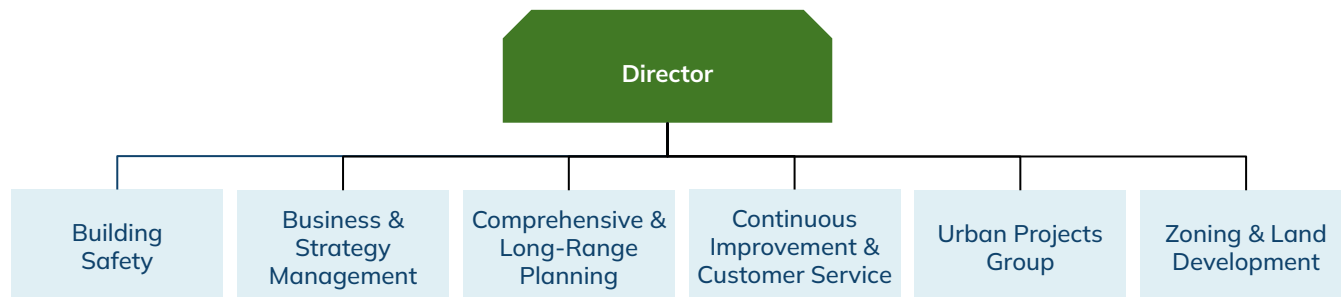 Director
Building
Safety
Business &
Strategy
Management
Comprehensive &
Long-Range
Planning
Continuous
Improvement &
Customer Service
Urban Projects
Group
Zoning & Land
Development